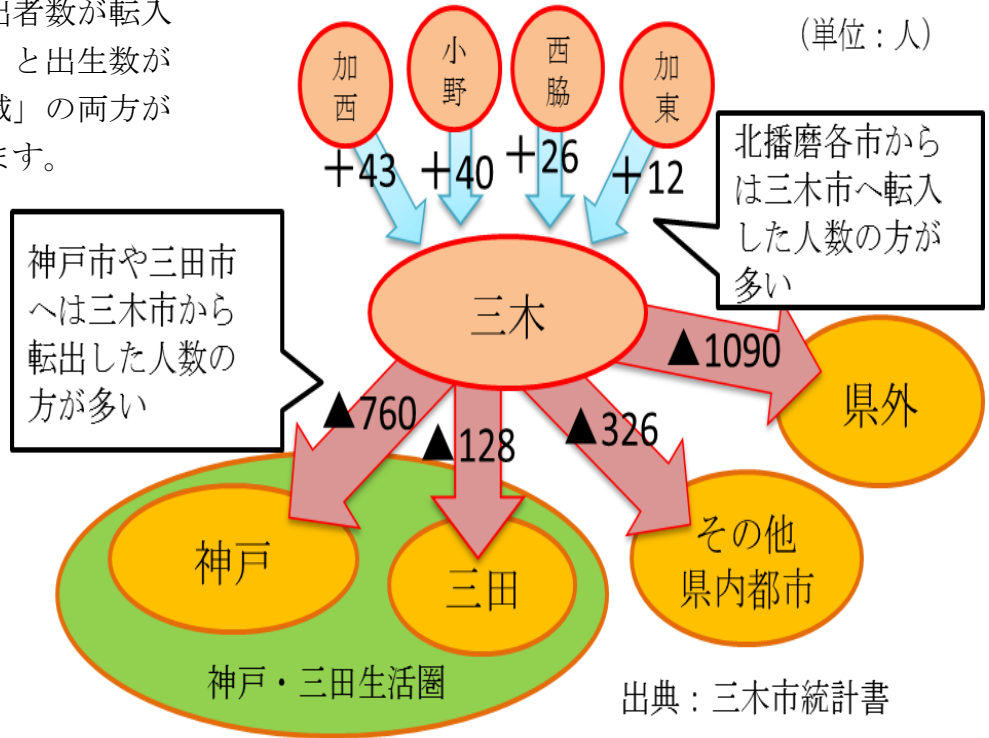 出者数が転入
」と出生数が
減」の両方が
ます。
(単位：人)
加西
小野
西脇
加東
＋43
＋40
＋26
＋12
北播磨各市から
は三木市へ転入
した人数の方が
多い
神戸市や三田市
へは三木市から
転出した人数の
方が多い
三木
▲1090
▲760
▲128
▲326
県外
神戸
三田
その他
県内都市
神戸・三田生活圏
出典：三木市統計書